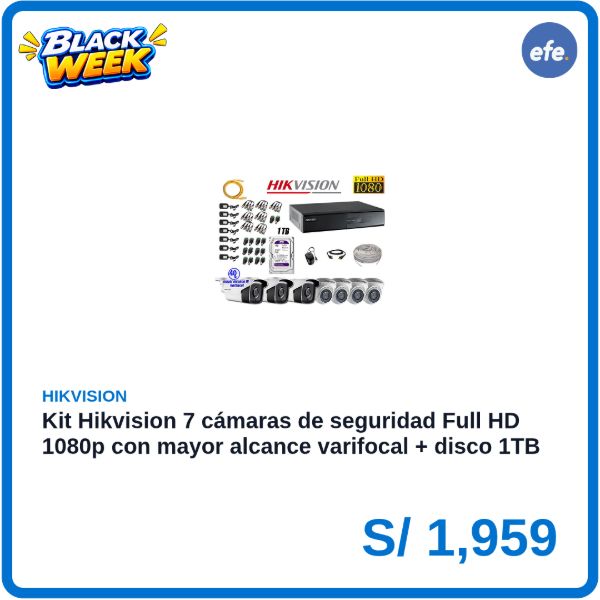 BLACK
WEEK
efe.
HIKVISION
Full HD
1080
1TB
HIKVISION
Kit Hikvision 7 cámaras de seguridad Full HD
1080p con mayor alcance varifocal + disco 1TB
S/ 1,959